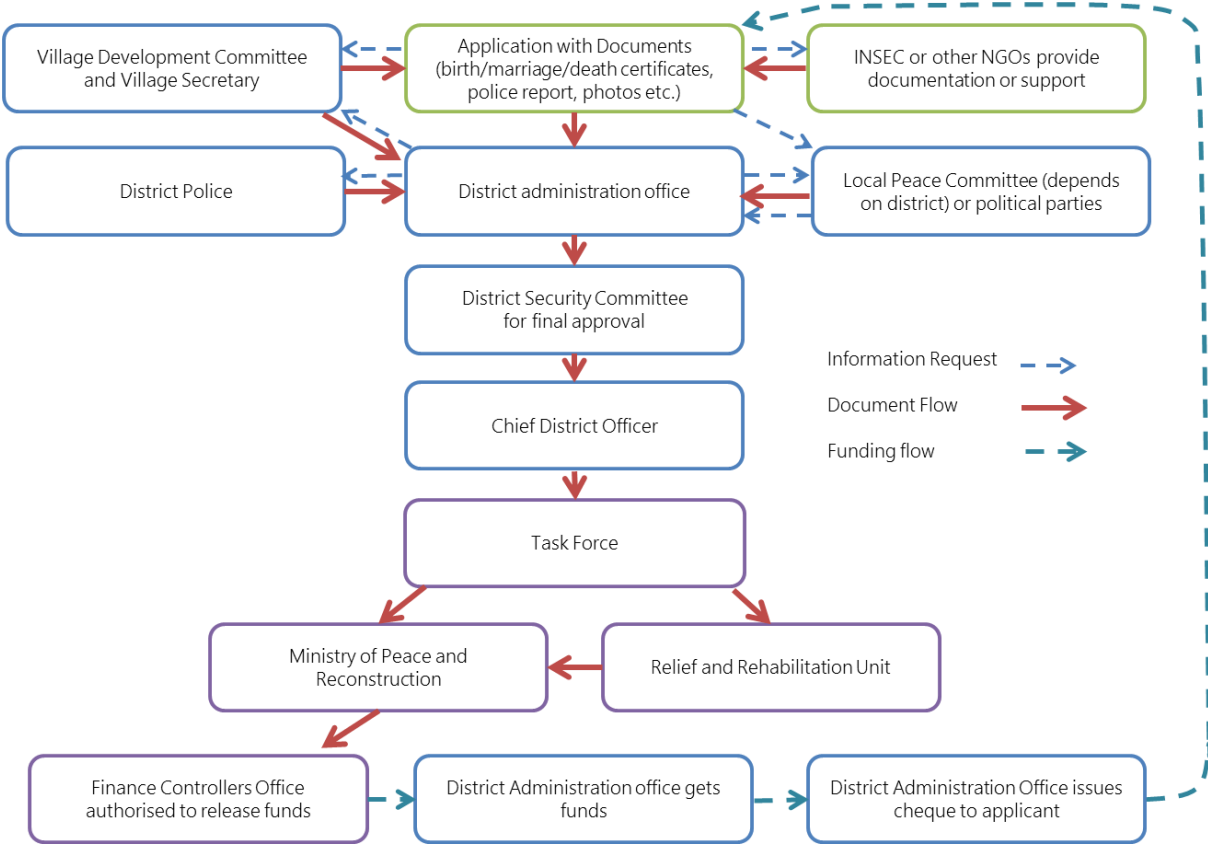 Village Development Committee
and Village Secretary
Application with Documents
(birth/marriage/death certificates,
police report, photos etc.)
INSEC or other NGOs provide
documentation or support
District Police
District administration office
Local Peace Committee (depends
on district) or political parties
District Security Committee
for final approval
Information Request
Document Flow
Funding flow
Chief District Officer
Task Force
Ministry of Peace and
Reconstruction
Relief and Rehabilitation Unit
Finance Controllers Office
authorised to release funds
District Administration office gets
funds
District Administration Office issues
cheque to applicant